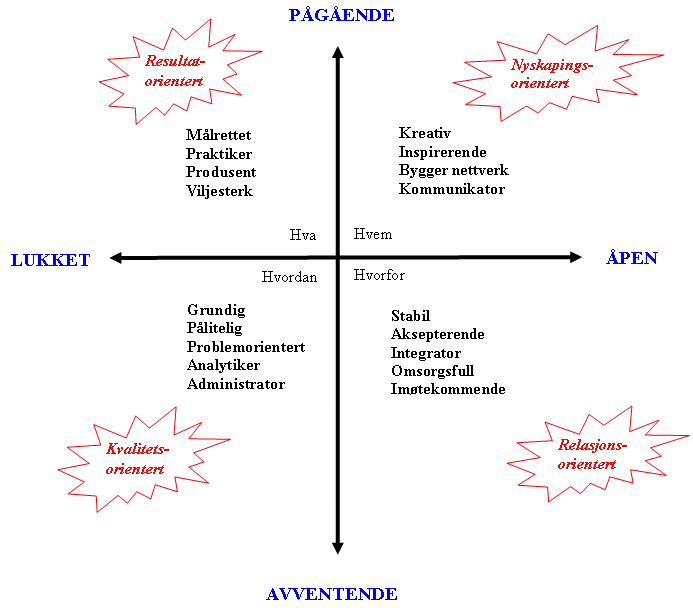 PÅGÅENDE
Resultat-
orientert
Nyskapings-
orientert
Målrettet
Praktiker
Produsent
Viljesterk
Kreativ
Inspirerende
Bygger nettverk
Kommunikator
Hva
Hvem
LUKKET
ÅPEN
Hvordan
Hvorfor
Grundig
Pålitelig
Problemorientert
Analytiker
Administrator
Stabil
Aksepterende
Integrator
Omsorgsfull
Imøtekommende
Kvalitets-
orientert
Relasjons-
orientert
AVVENTENDE